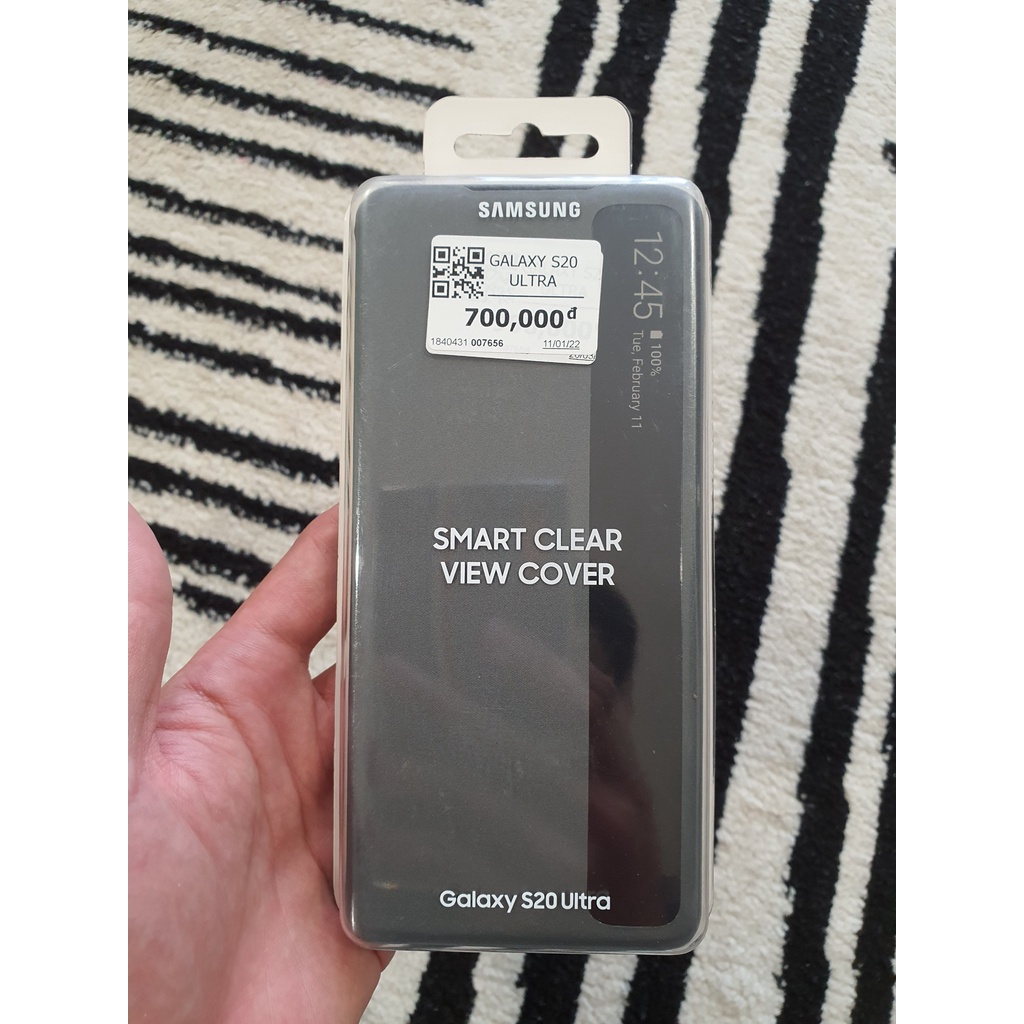 SAMSUNG
GALAXY S20
ULTRA
700,000đ
1840431 007656 11/01/22
12:45
100%
Tue, February 11
SMART CLEAR
VIEW COVER
Galaxy S20 Ultra